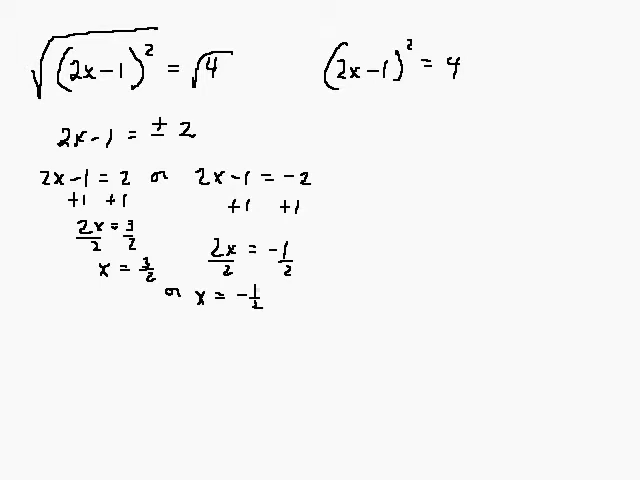 √(2x-1)² = √4
(2x-1)² = 4
2x-1 = ± 2
2x-1 = 2 or 2x-1 = -2
+1 +1 +1 +1
2x/2 = 3/2
2x/2 = -1/2
x = 3/2
or x = -1/2